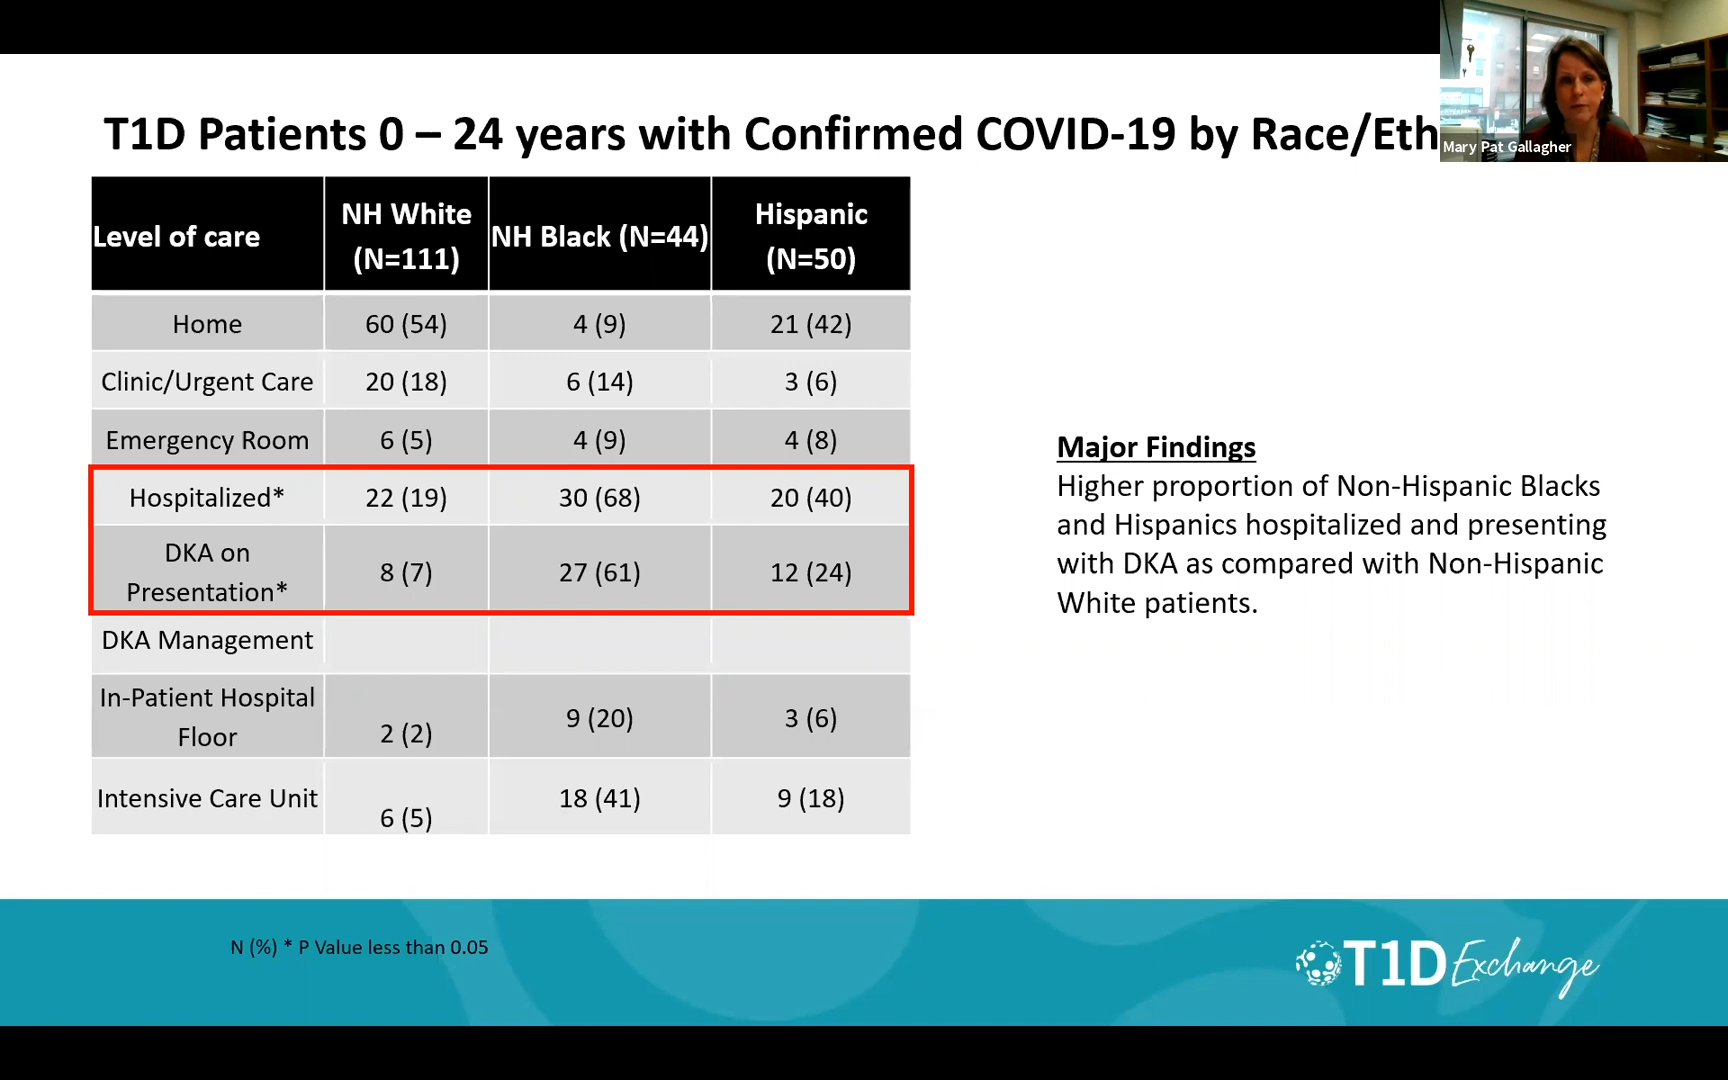 T1D Patients 0 – 24 years with Confirmed COVID-19 by Race/Eth
Mary Pat Gallagher
Level of care
NH White
(N=111)
NH Black (N=44)
Hispanic
(N=50)
Home
60 (54)
4 (9)
21 (42)
Clinic/Urgent Care
20 (18)
6 (14)
3 (6)
Emergency Room
6 (5)
4 (9)
4 (8)
Hospitalized*
22 (19)
30 (68)
20 (40)
DKA on
Presentation*
8 (7)
27 (61)
12 (24)
DKA Management
In-Patient Hospital
Floor
2 (2)
9 (20)
3 (6)
Intensive Care Unit
6 (5)
18 (41)
9 (18)
Major Findings
Higher proportion of Non-Hispanic Blacks
and Hispanics hospitalized and presenting
with DKA as compared with Non-Hispanic
White patients.
N (%) * P Value less than 0.05
T1D Exchange